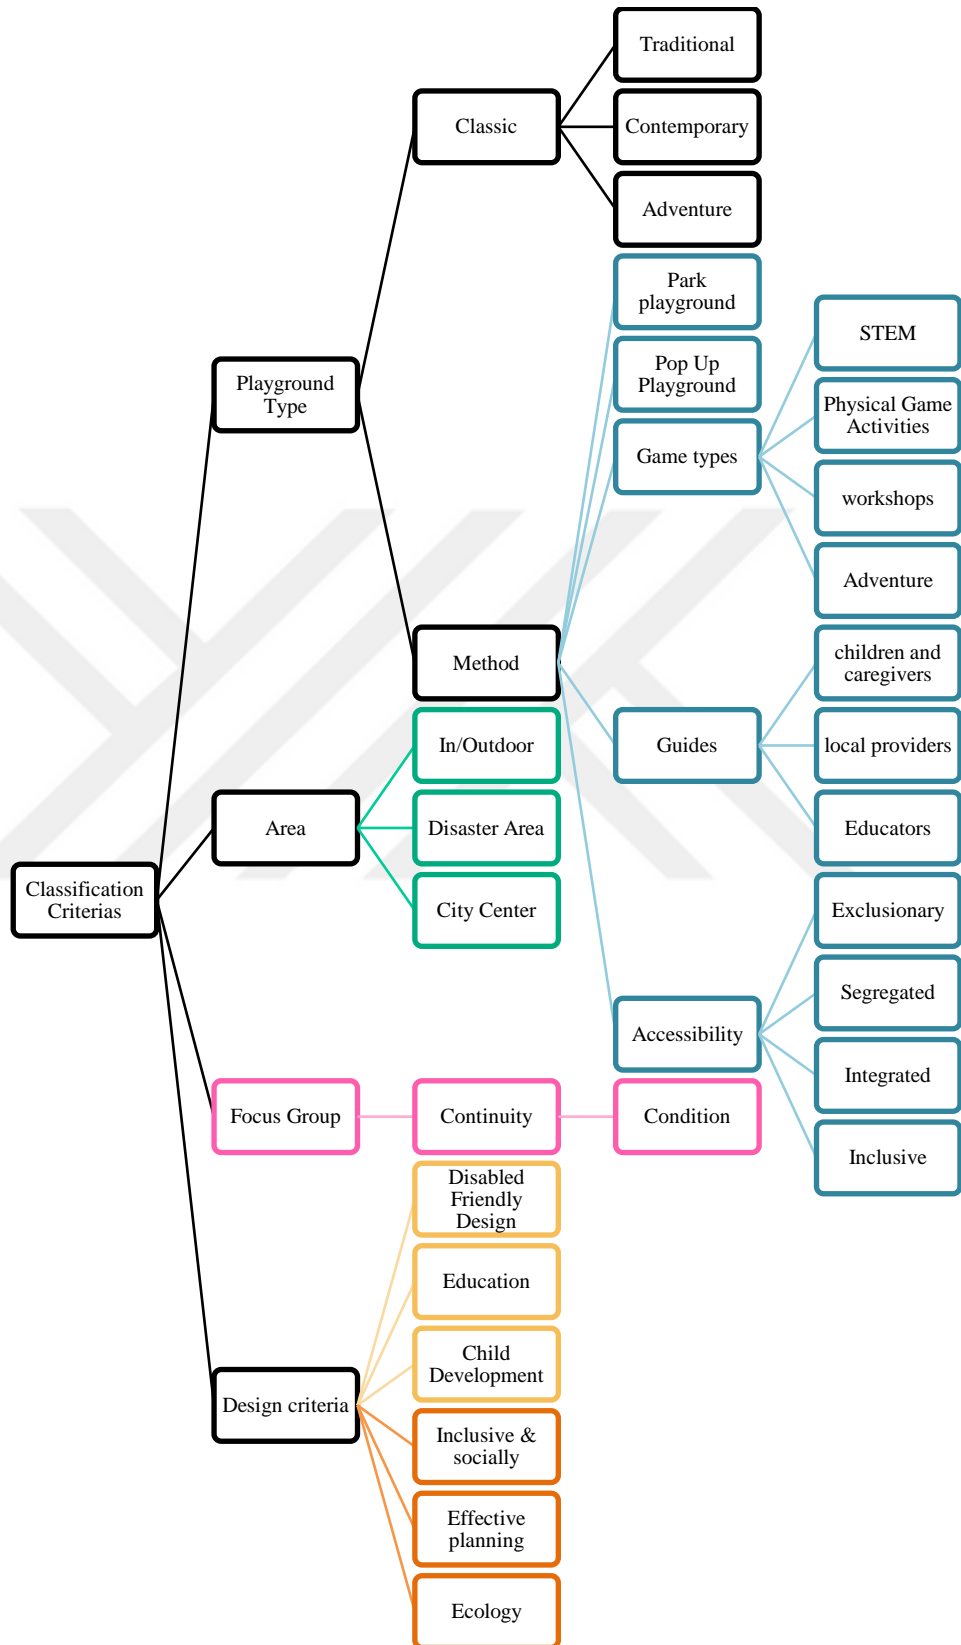 Traditional
Classic
Contemporary
Adventure
Playground
Type
Park
playground
Pop Up
Playground
Game types
STEM
Physical Game
Activities
workshops
Adventure
Method
Guides
children and
caregivers
local providers
Educators
Accessibility
Exclusionary
Segregated
Integrated
Inclusive
Classification
Criterias
Area
In/Outdoor
Disaster Area
City Center
Focus Group
Continuity
Condition
Design criteria
Disabled
Friendly
Design
Education
Child
Development
Inclusive &
socially
Effective
planning
Ecology